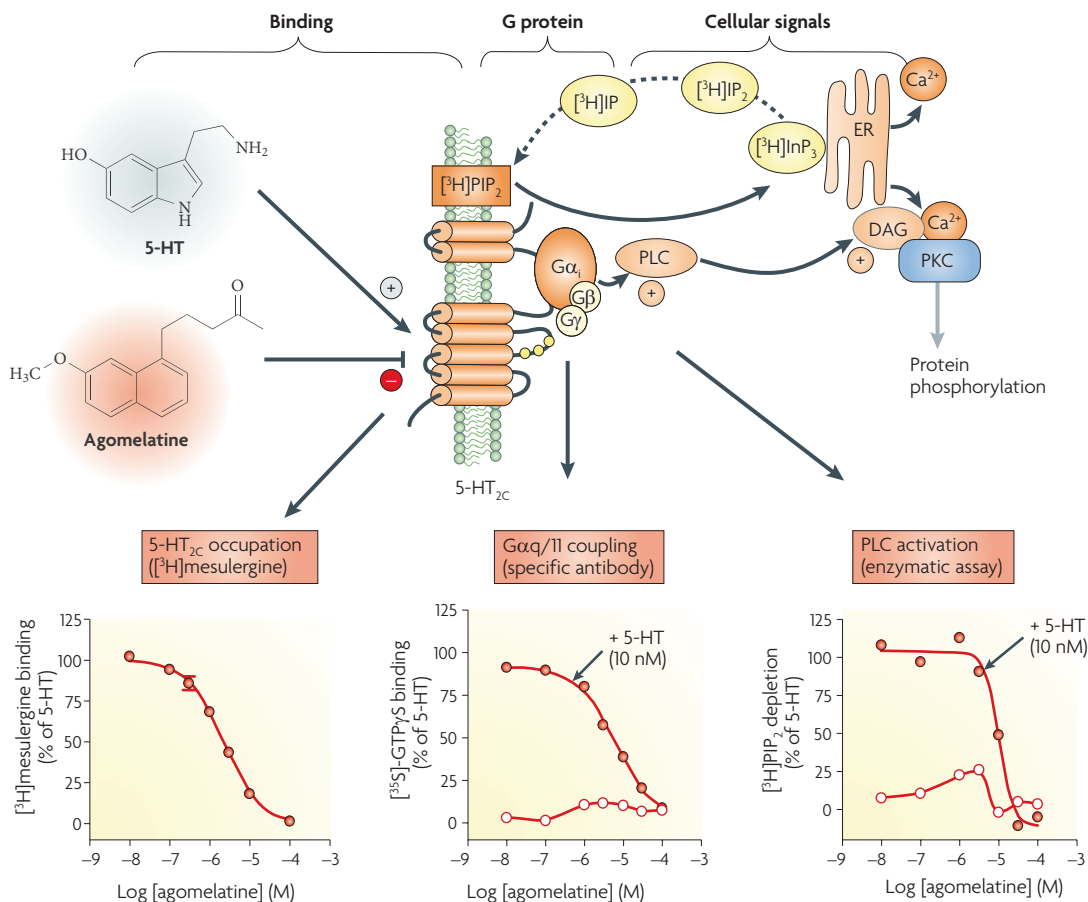 Binding
G protein
Cellular signals
HO
NH₂
N
H
5-HT
O
O
H₃C
Agomelatine
+
–
[³H]PIP₂
[³H]IP
[³H]IP₂
[³H]InP₃
ER
Ca²⁺
Gαᵢ
Gβ
Gγ
PLC
+
DAG
+
Ca²⁺
PKC
Protein
phosphorylation
5-HT₂C
5-HT₂C occupation
([³H]mesulergine)
Gαq/11 coupling
(specific antibody)
PLC activation
(enzymatic assay)
[³H]mesulergine binding
(% of 5-HT)
125
100
75
50
25
0
–9 –8 –7 –6 –5 –4 –3
Log [agomelatine] (M)
[³⁵S]-GTPγS binding
(% of 5-HT)
125
100
75
50
25
0
+ 5-HT
(10 nM)
–9 –8 –7 –6 –5 –4 –3
Log [agomelatine] (M)
[³H]PIP₂ depletion
(% of 5-HT)
125
100
75
50
25
0
+ 5-HT
(10 nM)
–9 –8 –7 –6 –5 –4 –3
Log [agomelatine] (M)